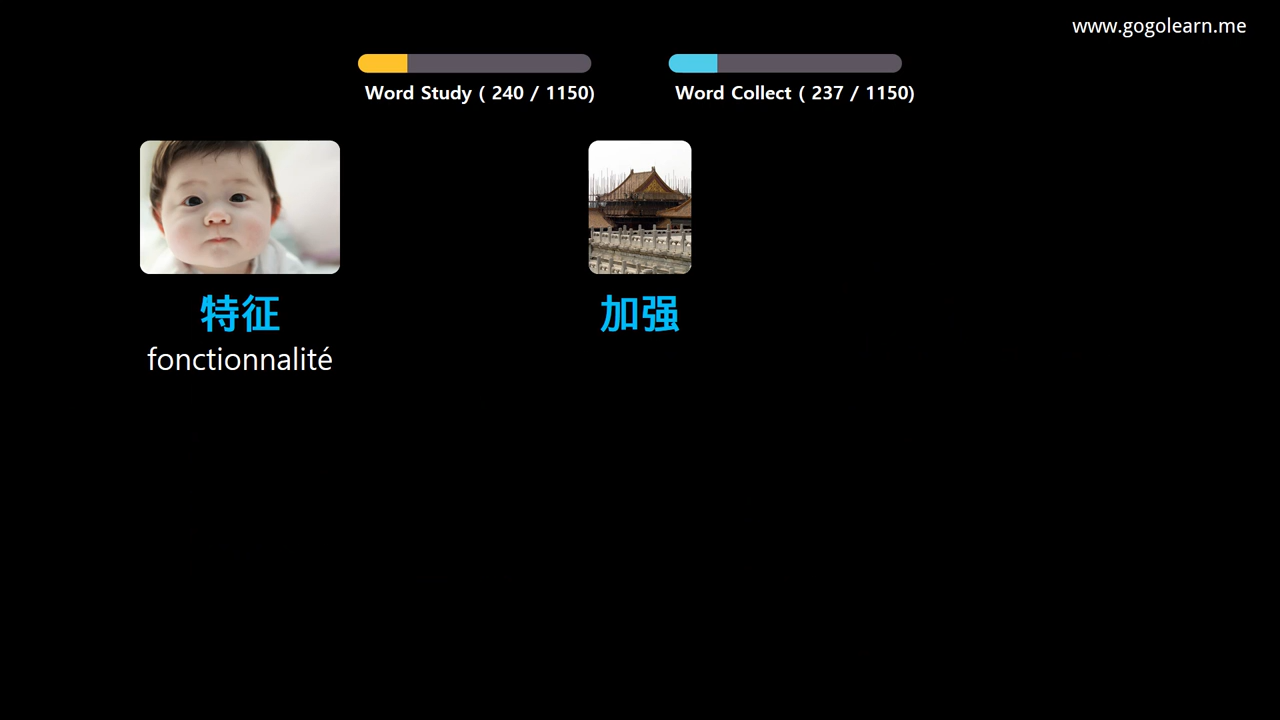 www.gogolearn.me
Word Study ( 240 / 1150)
Word Collect ( 237 / 1150)
特征
加强
fonctionnalité